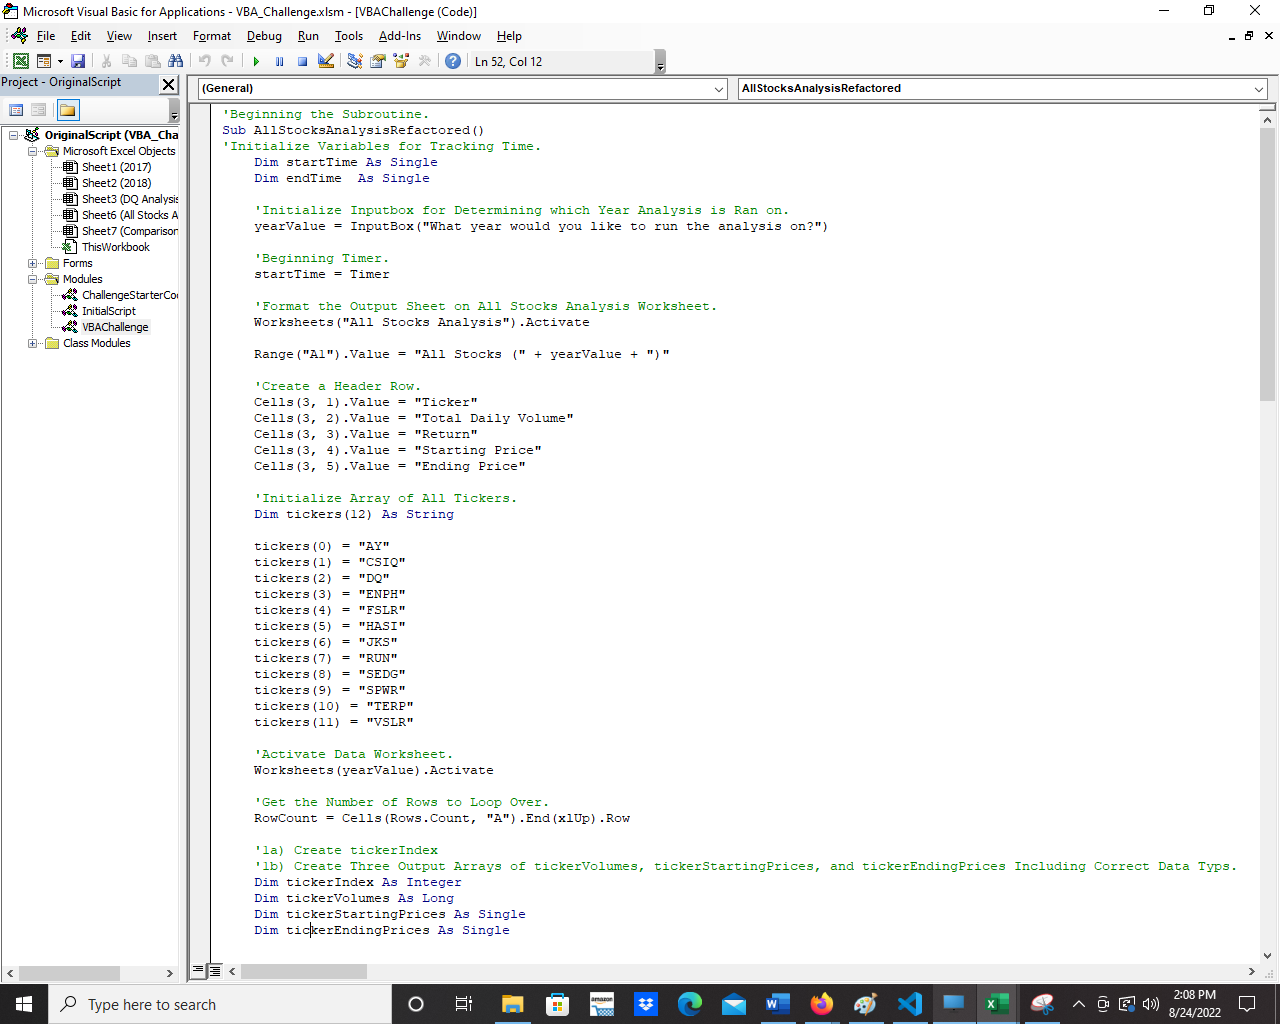 Microsoft Visual Basic for Applications - VBA_Challenge.xlsm - [VBAChallenge (Code)]
File Edit View Insert Format Debug Run Tools Add-Ins Window Help
Ln 52, Col 12
Project - OriginalScript
(General)
AllStocksAnalysisRefactored
OriginalScript (VBA_Cha
Microsoft Excel Objects
Sheet1 (2017)
Sheet2 (2018)
Sheet3 (DQ Analysis
Sheet6 (All Stocks A
Sheet7 (Comparison
ThisWorkbook
Forms
Modules
ChallengeStarterCo
InitialScript
VBAChallenge
Class Modules
'Beginning the Subroutine.
Sub AllStocksAnalysisRefactored()
'Initialize Variables for Tracking Time.
Dim startTime As Single
Dim endTime  As Single
'Initialize Inputbox for Determining which Year Analysis is Ran on.
yearValue = InputBox("What year would you like to run the analysis on?")
'Beginning Timer.
startTime = Timer
'Format the Output Sheet on All Stocks Analysis Worksheet.
Worksheets("All Stocks Analysis").Activate
Range("A1").Value = "All Stocks (" + yearValue + ")"
'Create a Header Row.
Cells(3, 1).Value = "Ticker"
Cells(3, 2).Value = "Total Daily Volume"
Cells(3, 3).Value = "Return"
Cells(3, 4).Value = "Starting Price"
Cells(3, 5).Value = "Ending Price"
'Initialize Array of All Tickers.
Dim tickers(12) As String
tickers(0) = "AY"
tickers(1) = "CSIQ"
tickers(2) = "DQ"
tickers(3) = "ENPH"
tickers(4) = "FSLR"
tickers(5) = "HASI"
tickers(6) = "JKS"
tickers(7) = "RUN"
tickers(8) = "SEDG"
tickers(9) = "SPWR"
tickers(10) = "TERP"
tickers(11) = "VSLR"
'Activate Data Worksheet.
Worksheets(yearValue).Activate
'Get the Number of Rows to Loop Over.
RowCount = Cells(Rows.Count, "A").End(xlUp).Row
'1a) Create tickerIndex
'1b) Create Three Output Arrays of tickerVolumes, tickerStartingPrices, and tickerEndingPrices Including Correct Data Typs.
Dim tickerIndex As Integer
Dim tickerVolumes As Long
Dim tickerStartingPrices As Single
Dim tickerEndingPrices As Single
Type here to search
amazon
2:08 PM
8/24/2022